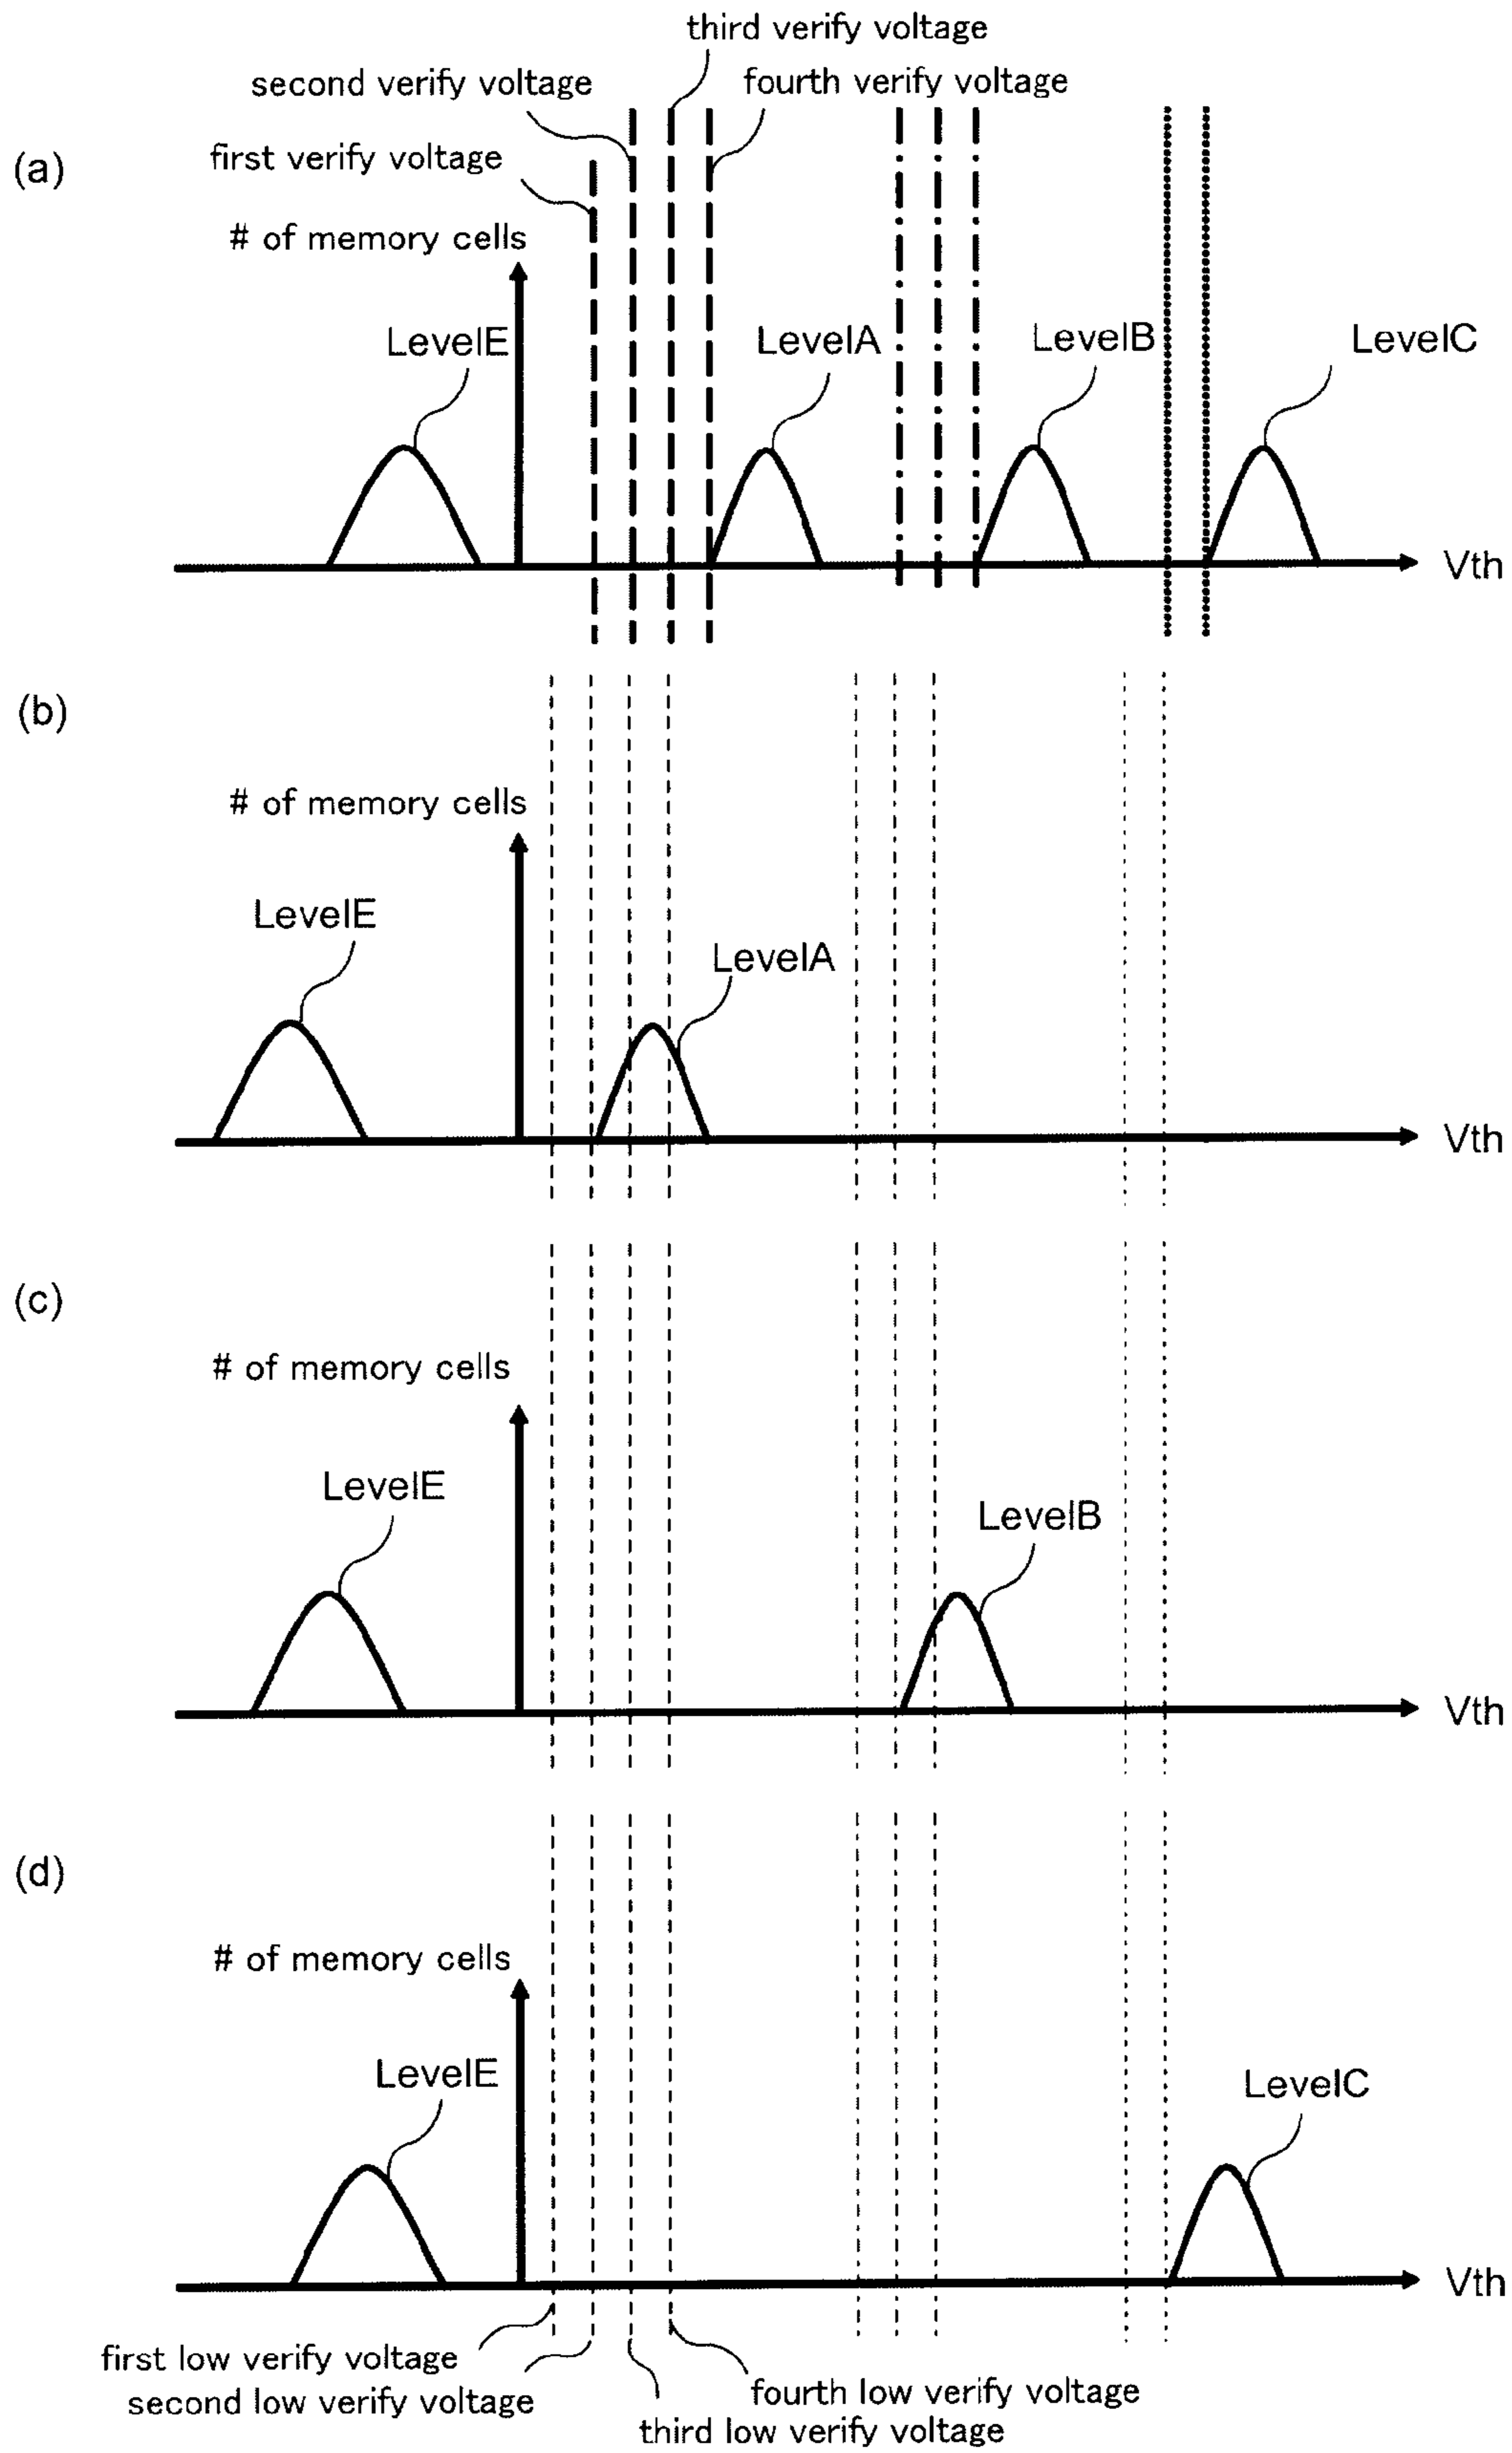 third verify voltage
second verify voltage
fourth verify voltage
(a)
first verify voltage
# of memory cells
LevelE
LevelA
LevelB
LevelC
Vth
(b)
# of memory cells
LevelE
LevelA
Vth
(c)
# of memory cells
LevelE
LevelB
Vth
(d)
# of memory cells
LevelE
LevelC
Vth
first low verify voltage
second low verify voltage
fourth low verify voltage
third low verify voltage